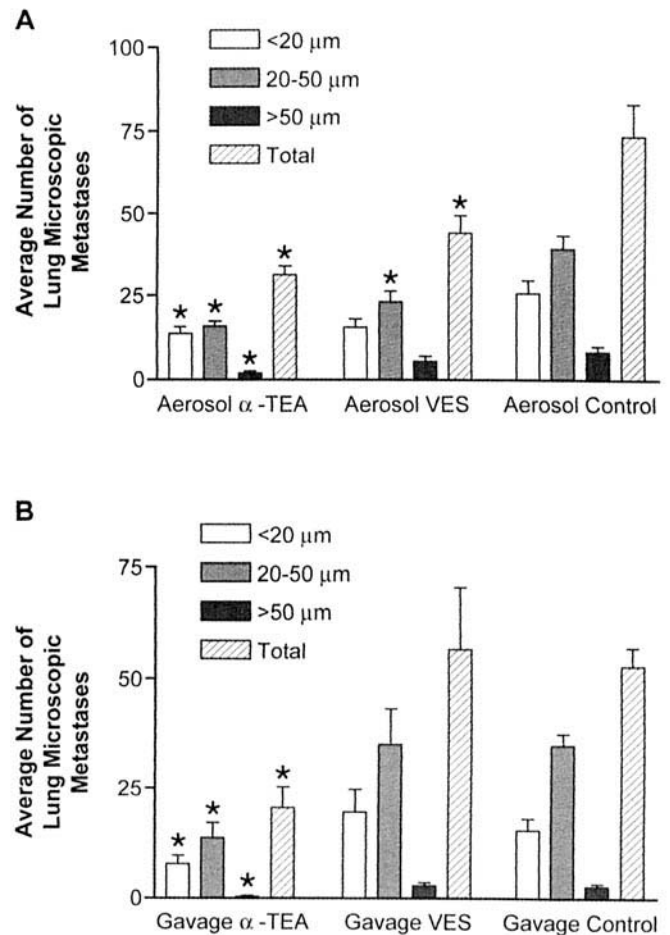 A
<20 μm
20-50 μm
>50 μm
Total
Average Number of
Lung Microscopic
Metastases
100
75
50
25
0
* * * *
* *
Aerosol α -TEA
Aerosol VES
Aerosol Control
B
<20 μm
20-50 μm
>50 μm
Total
Average Number of
Lung Microscopic
Metastases
75
50
25
0
* * * *
Gavage α -TEA
Gavage VES
Gavage Control